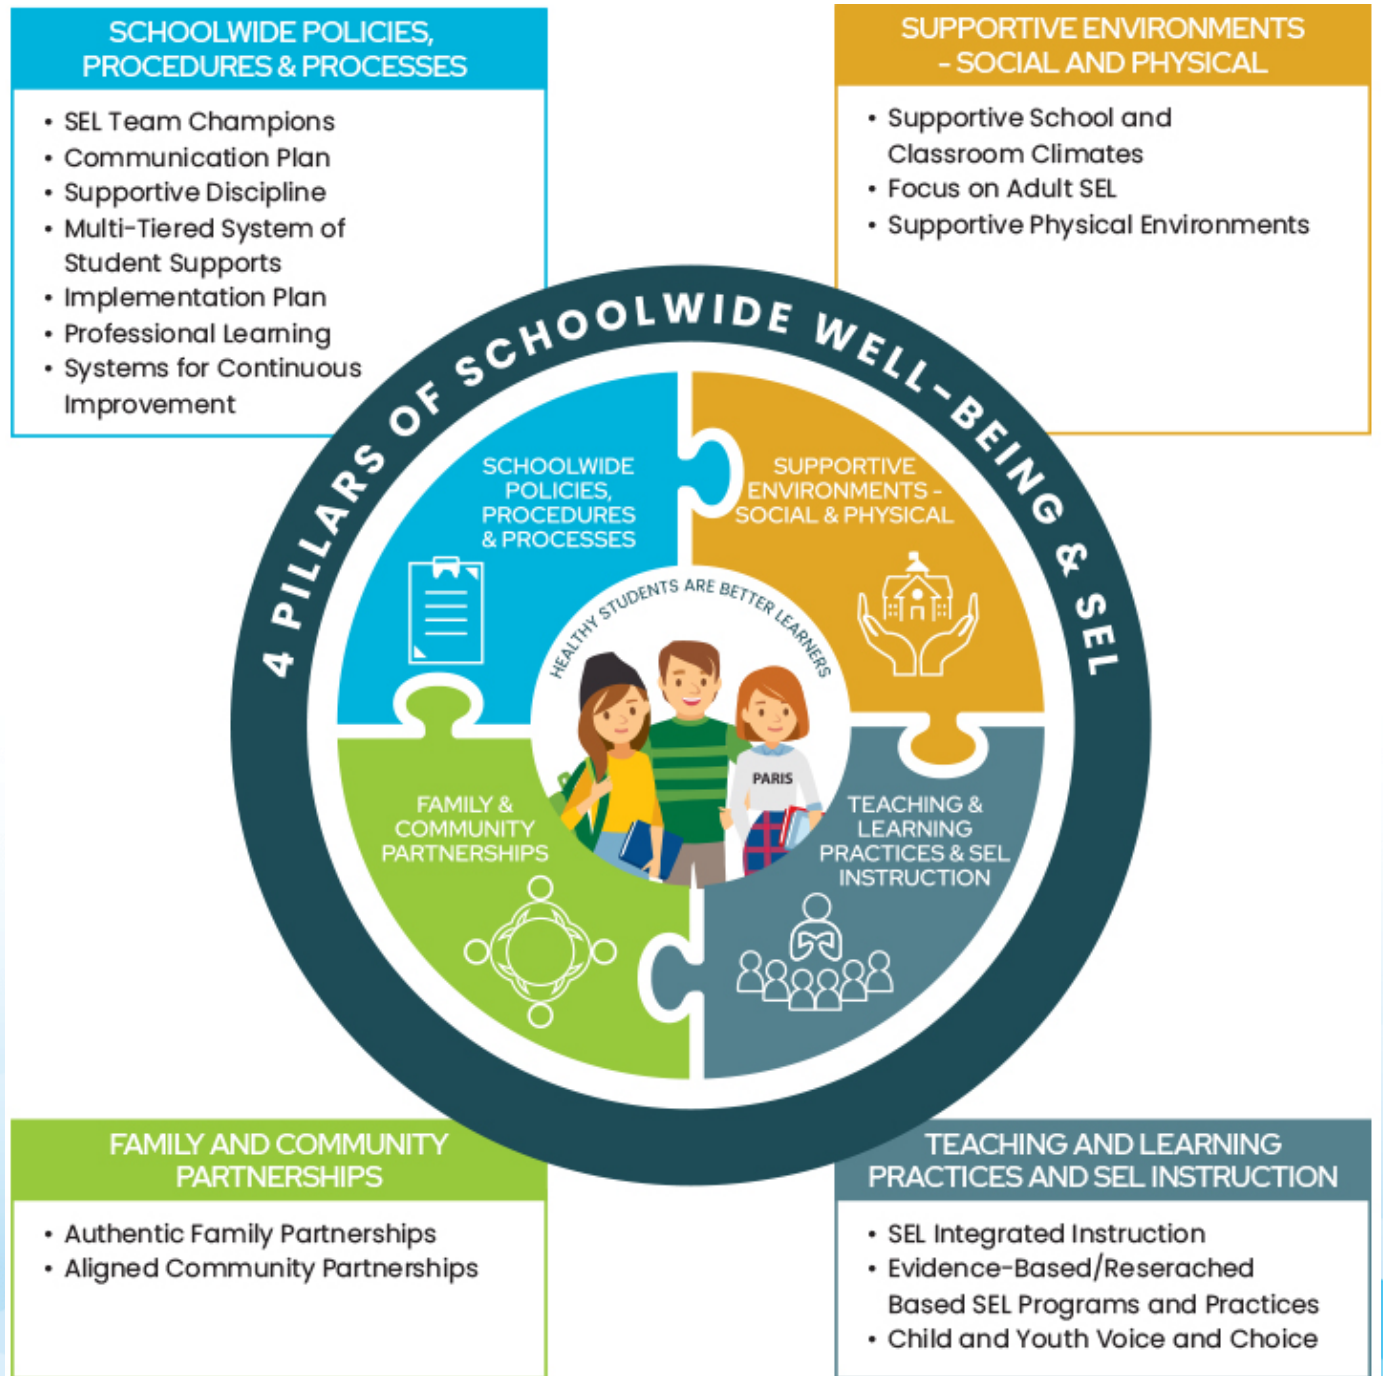 SCHOOLWIDE POLICIES,
PROCEDURES & PROCESSES
• SEL Team Champions
• Communication Plan
• Supportive Discipline
• Multi-Tiered System of
Student Supports
• Implementation Plan
• Professional Learning
• Systems for Continuous
Improvement
SUPPORTIVE ENVIRONMENTS
- SOCIAL AND PHYSICAL
• Supportive School and
Classroom Climates
• Focus on Adult SEL
• Supportive Physical Environments
4 PILLARS OF SCHOOLWIDE WELL-BEING & SEL
SCHOOLWIDE
POLICIES,
PROCEDURES
& PROCESSES
SUPPORTIVE
ENVIRONMENTS -
SOCIAL & PHYSICAL
HEALTHY STUDENTS ARE BETTER LEARNERS
PARIS
FAMILY &
COMMUNITY
PARTNERSHIPS
TEACHING &
LEARNING
PRACTICES & SEL
INSTRUCTION
FAMILY AND COMMUNITY
PARTNERSHIPS
• Authentic Family Partnerships
• Aligned Community Partnerships
TEACHING AND LEARNING
PRACTICES AND SEL INSTRUCTION
• SEL Integrated Instruction
• Evidence-Based/Reserached
Based SEL Programs and Practices
• Child and Youth Voice and Choice